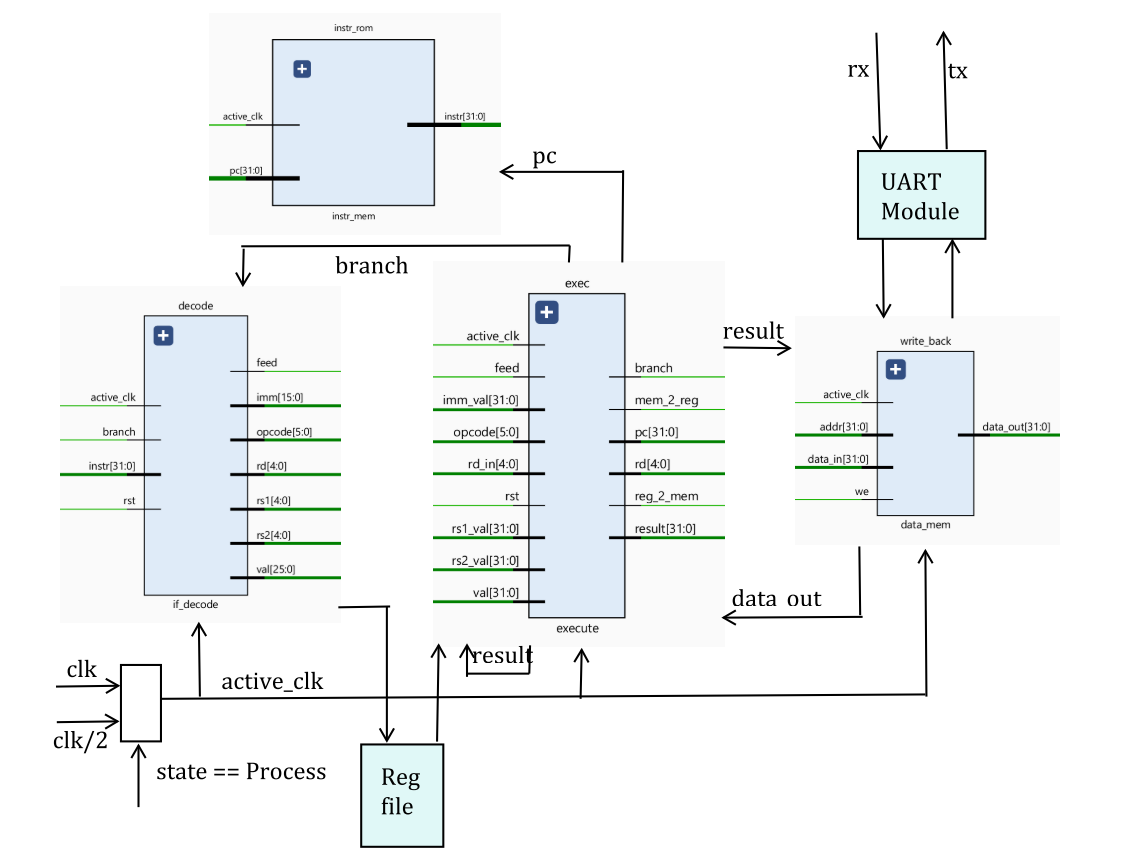 instr_rom
active_clk
instr[31:0]
pc[31:0]
instr_mem
pc
rx
tx
UART
Module
branch
decode
feed
active_clk
imm[15:0]
branch
opcode[5:0]
instr[31:0]
rd[4:0]
rst
rs1[4:0]
rs2[4:0]
val[25:0]
if_decode
exec
active_clk
feed
branch
imm_val[31:0]
mem_2_reg
opcode[5:0]
pc[31:0]
rd_in[4:0]
rd[4:0]
rst
reg_2_mem
rs1_val[31:0]
result[31:0]
rs2_val[31:0]
val[31:0]
execute
result
write_back
active_clk
addr[31:0]
data_out[31:0]
data_in[31:0]
we
data_mem
data out
result
clk
active_clk
clk/2
state == Process
Reg
file